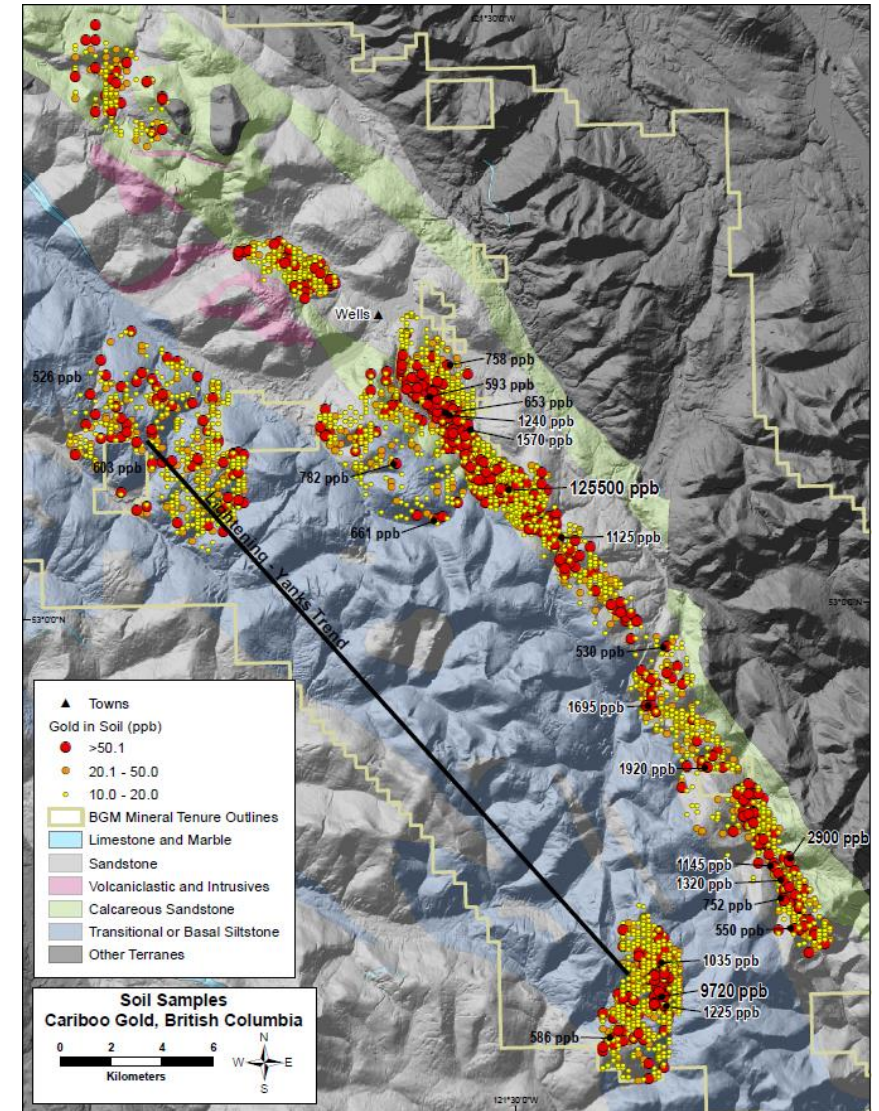 121°30'0"W
Wells
526 ppb
758 ppb
593 ppb
653 ppb
1240 ppb
1570 ppb
603 ppb
782 ppb
125500 ppb
661 ppb
1125 ppb
Lightening - Yanks Trend
53°0'0"N
53°0'0"N
530 ppb
1695 ppb
1920 ppb
2900 ppb
1145 ppb
1320 ppb
752 ppb
550 ppb
1035 ppb
9720 ppb
1225 ppb
586 ppb
Towns
Gold in Soil (ppb)
>50.1
20.1 - 50.0
10.0 - 20.0
BGM Mineral Tenure Outlines
Limestone and Marble
Sandstone
Volcaniclastic and Intrusives
Calcareous Sandstone
Transitional or Basal Siltstone
Other Terranes
Soil Samples
Cariboo Gold, British Columbia
0 2 4 6
Kilometers
N
W E
S
121°30'0"W